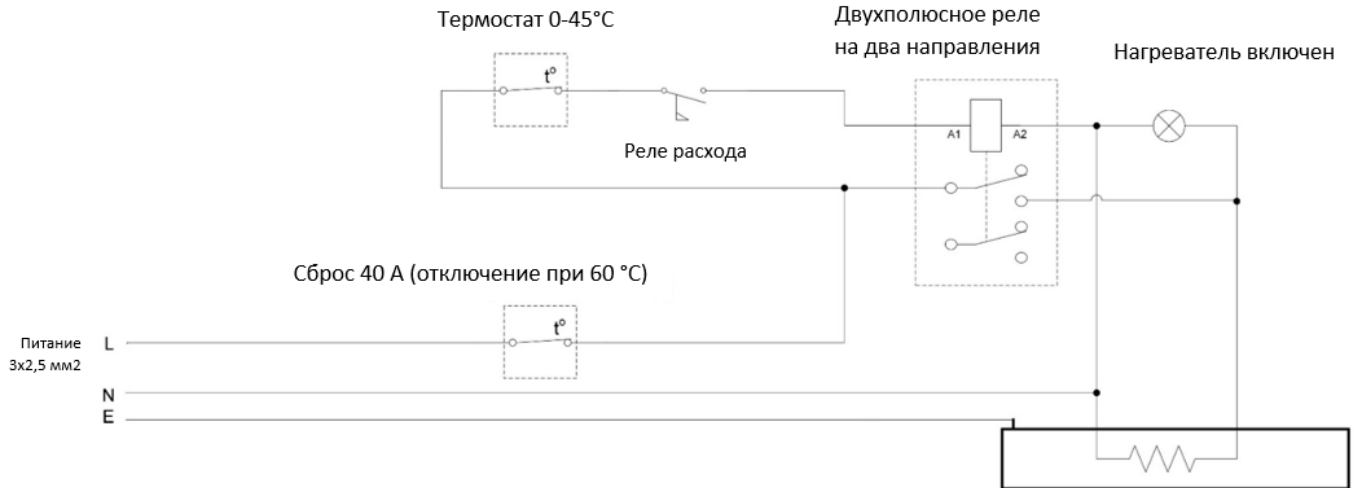 Термостат 0-45°C
Двухполюсное реле
на два направления
Нагреватель включен
t°
A1
A2
Реле расхода
Сброс 40 А (отключение при 60 °C)
t°
Питание
3х2,5 мм2
L
N
E